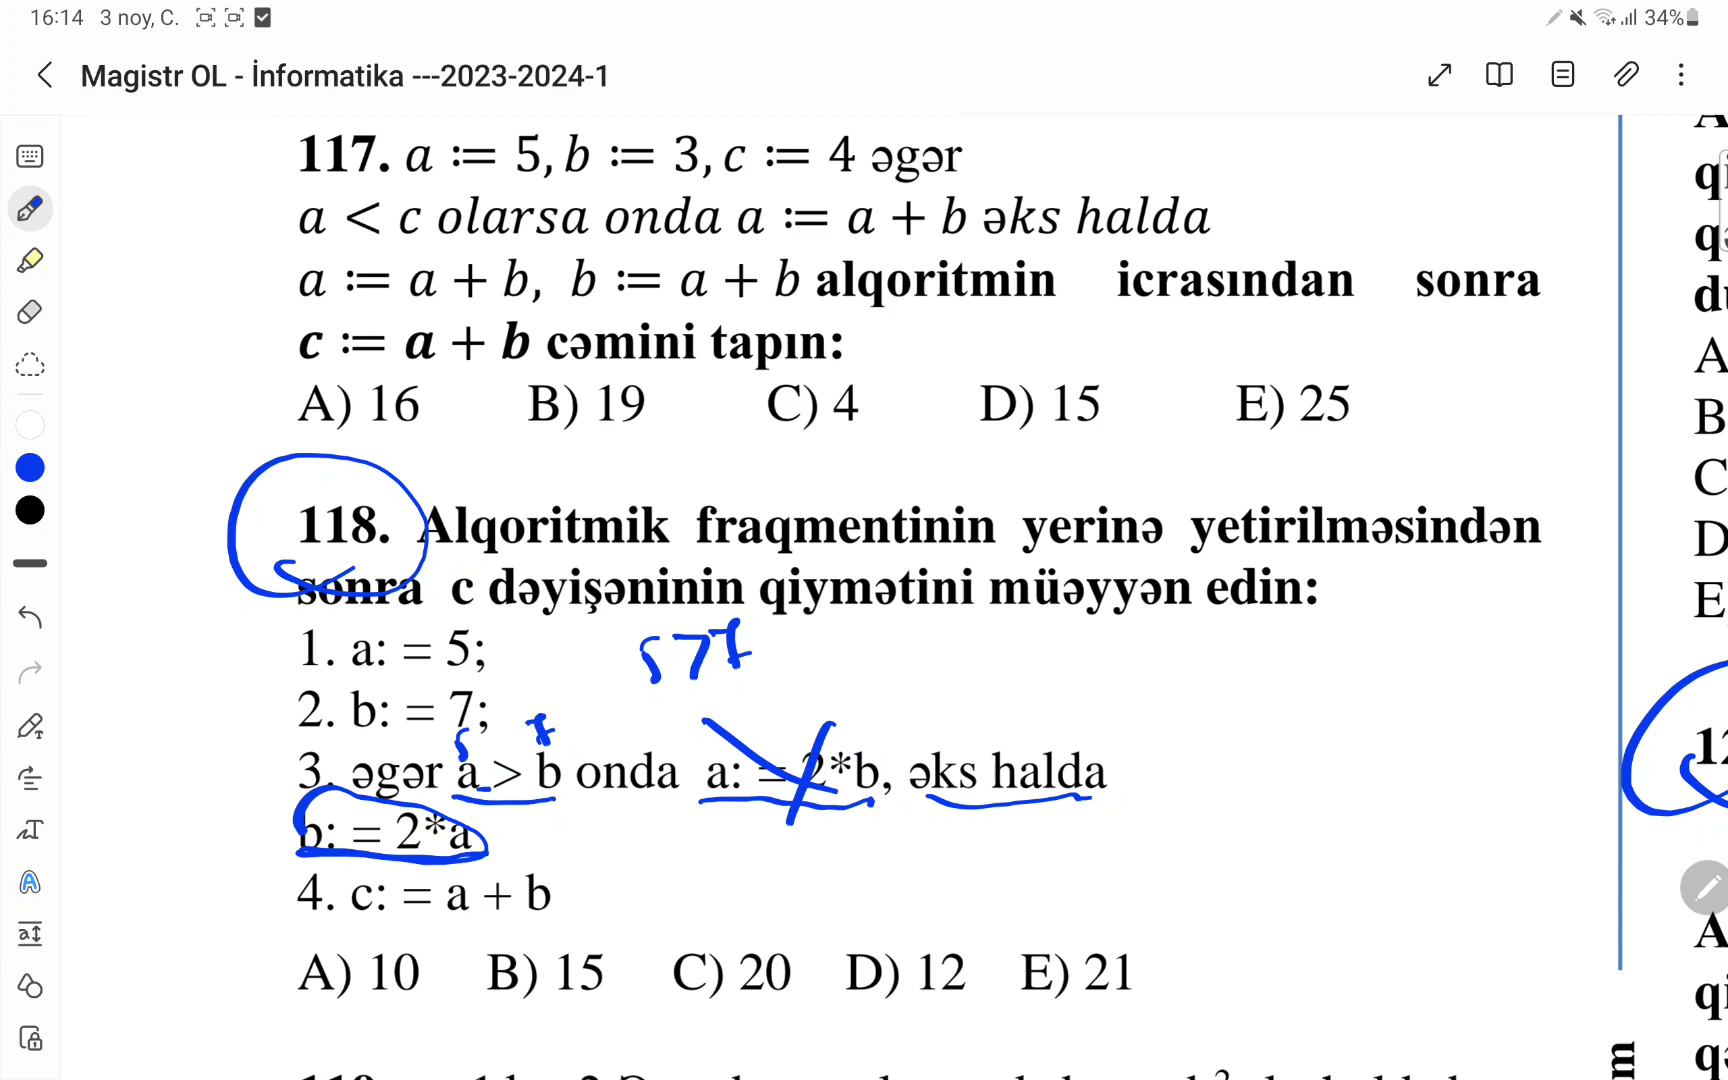 16:14 3 noy, C. 34%
Magistr OL - İnformatika ---2023-2024-1
117. a := 5, b := 3, c := 4 əgər
a < c olarsa onda a := a + b əks halda
a := a + b, b := a + b alqoritmin icrasından sonra
c := a + b cəmini tapın:
A) 16 B) 19 C) 4 D) 15 E) 25
118. Alqoritmik fraqmentinin yerinə yetirilməsindən
sonra c dəyişəninin qiymətini müəyyən edin:
1. a: = 5;
5 7 7
2. b: = 7;
5 7
3. əgər a > b onda a: = 2*b, əks halda
b: = 2*a
4. c: = a + b
A) 10 B) 15 C) 20 D) 12 E) 21
A
B
C
D
E
A
m